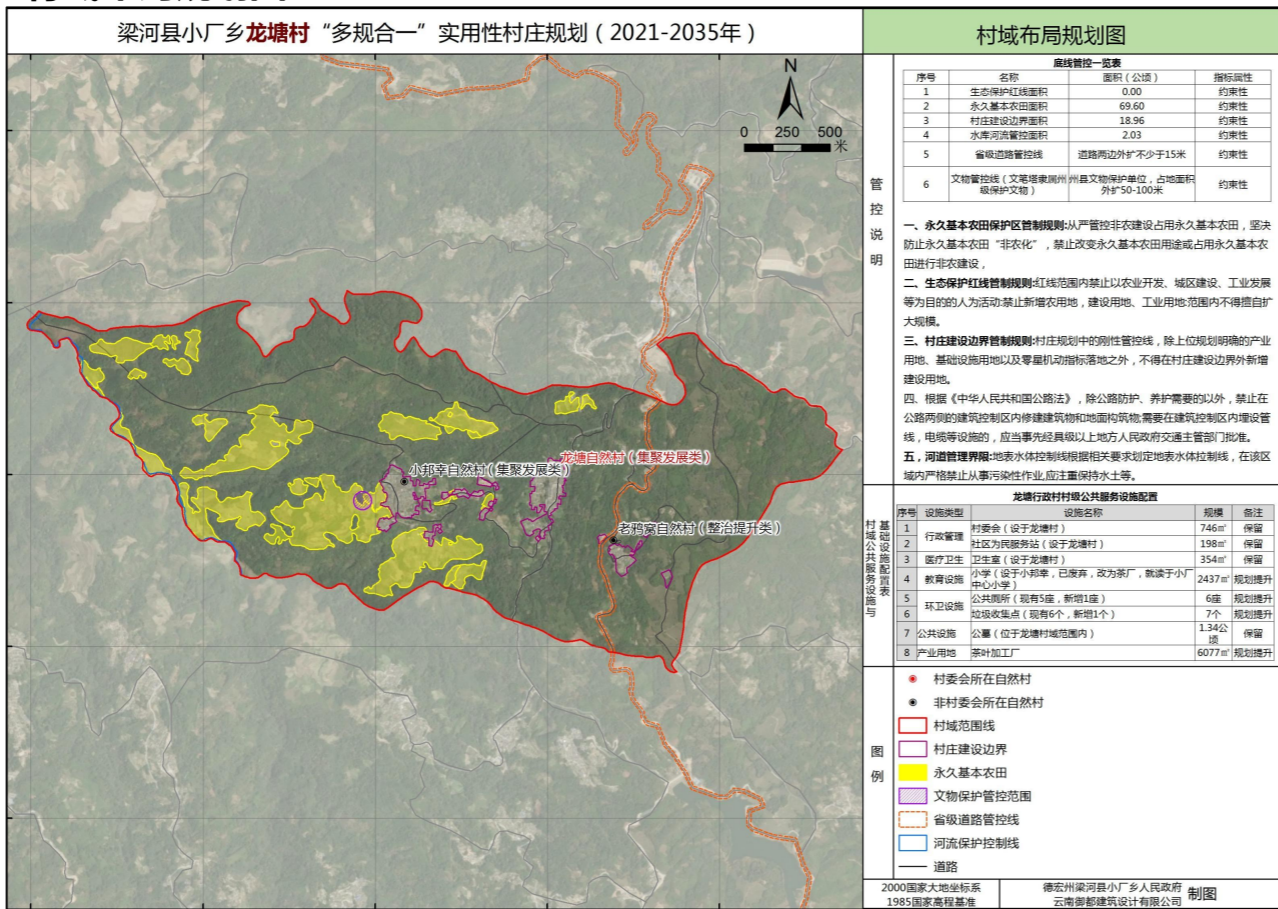 梁河县小厂乡龙塘村“多规合一”实用性村庄规划（2021-2035年）
村域布局规划图
N
0 250 500
米
小邦幸自然村（集聚发展类）
龙塘自然村（集聚发展类）
老鸦窝自然村（整治提升类）
管控说明
底线管控一览表
序号 名称 面积（公顷） 指标属性
1 生态保护红线面积 0.00 约束性
2 永久基本农田面积 69.60 约束性
3 村庄建设边界面积 18.96 约束性
4 水库河流管控面积 2.03 约束性
5 省级道路管控线 道路两边外扩不少于15米 约束性
6 文物管控线（文笔塔隶属州级保护文物） 州县文物保护单位，占地面积外扩50-100米 约束性
一、永久基本农田保护区管制规则:从严管控非农建设占用永久基本农田，坚决
防止永久基本农田“非农化”，禁止改变永久基本农田用途或占用永久基本农
田进行非农建设，
二、生态保护红线管制规则:红线范围内禁止以农业开发、城区建设、工业发展
等为目的的人为活动:禁止新增农用地，建设用地、工业用地:范围内不得擅自扩
大规模。
三、村庄建设边界管制规则:村庄规划中的刚性管控线，除上位规划明确的产业
用地、基础设施用地以及零星机动指标落地之外，不得在村庄建设边界外新增
建设用地。
四、根据《中华人民共和国公路法》，除公路防护、养护需要的以外，禁止在
公路两侧的建筑控制区内修建建筑物和地面构筑物;需要在建筑控制区内埋设管
线，电缆等设施的，应当事先经县级以上地方人民政府交通主管部门批准。
五，河道管理界限:地表水体控制线根据相关要求划定地表水体拉制线，在该区
域内严格禁止从事污染性作业,应注重保持水土等。
村域公共服务设施与
基础设施配置表
龙塘行政村村级公共服务设施配置
序号 设施类型 设施名称 规模 备注
1 行政管理 村委会（设于龙塘村） 746㎡ 保留
2 社区为民服务站（设于龙塘村） 198㎡ 保留
3 医疗卫生 卫生室（设于龙塘村） 354㎡ 保留
4 教育设施 小学（设于小邦幸，已废弃，改为茶厂，就读于小厂中心小学） 2437㎡ 规划提升
5 环卫设施 公共厕所（现有5座，新增1座） 6座 规划提升
6 垃圾收集点（现有6个，新增1个） 7个 规划提升
7 公共设施 公墓（位于龙塘村域范围内） 1.34公顷 保留
8 产业用地 茶叶加工厂 6077㎡ 规划提升
图例
村委会所在自然村
非村委会所在自然村
村域范围线
村庄建设边界
永久基本农田
文物保护管控范围
省级道路管控线
河流保护控制线
道路
2000国家大地坐标系
1985国家高程基准
德宏州梁河县小厂乡人民政府
云南御都建筑设计有限公司 制图